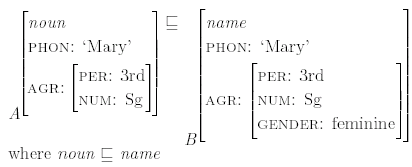 noun ⊑ name
PHON: ‘Mary’ PHON: ‘Mary’
AGR: PER: 3rd AGR: PER: 3rd
NUM: Sg NUM: Sg
GENDER: feminine
A B
where noun ⊑ name